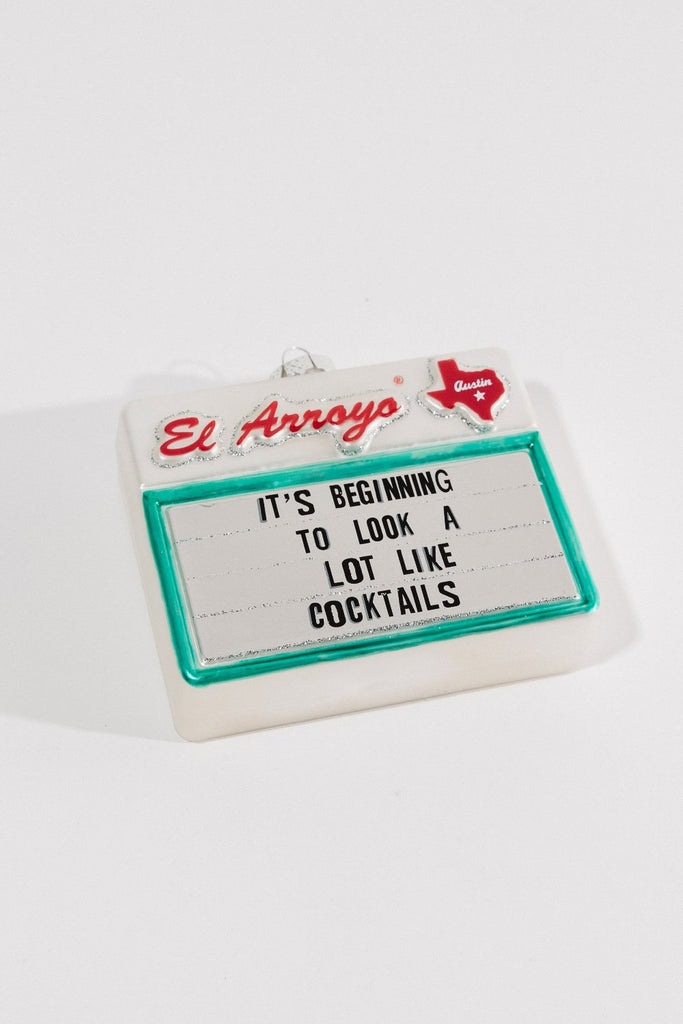 El Arroyo®
Austin
IT'S BEGINNING
TO LOOK A
LOT LIKE
COCKTAILS